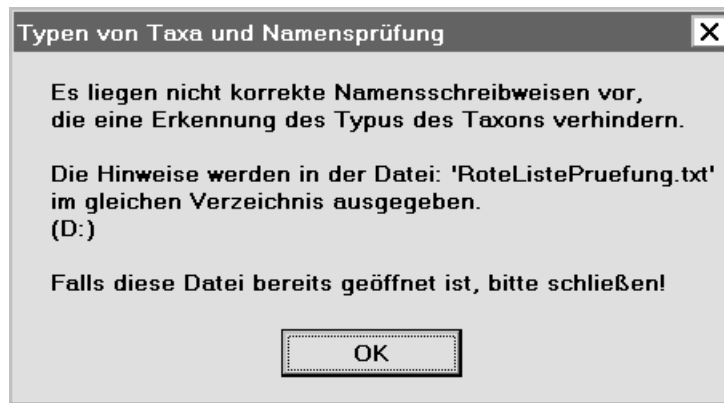 Typen von Taxa und Namensprüfung
Es liegen nicht korrekte Namensschreibweisen vor,
die eine Erkennung des Typus des Taxons verhindern.
Die Hinweise werden in der Datei: 'RoteListePruefung.txt'
im gleichen Verzeichnis ausgegeben.
(D:)
Falls diese Datei bereits geöffnet ist, bitte schließen!
OK